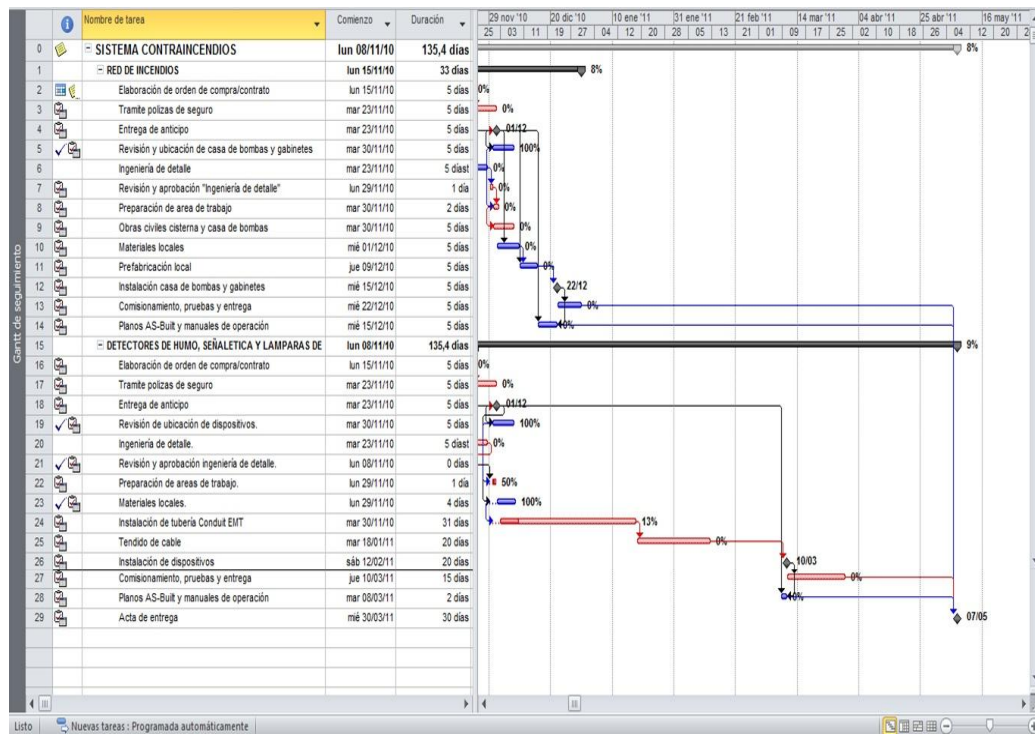 Nombre de tarea Comienzo Duración 29 nov '10 20 dic '10 10 ene '11 31 ene '11 21 feb '11 14 mar '11 04 abr '11 25 abr '11 16 may '11
25 03 11 19 27 04 12 20 28 05 13 21 01 09 17 25 02 10 18 26 04 12 20
0 SISTEMA CONTRAINCENDIOS lun 08/11/10 135,4 días 8%
1 RED DE INCENDIOS lun 15/11/10 33 días 8%
2 Elaboración de orden de compra/contrato lun 15/11/10 5 días 0%
3 Tramite polizas de seguro mar 23/11/10 5 días 0%
4 Entrega de anticipo mar 23/11/10 5 días 01/12
5 Revisión y ubicación de casa de bombas y gabinetes mar 30/11/10 5 días 100%
6 Ingeniería de detalle mar 23/11/10 5 díast 0%
7 Revisión y aprobación "Ingeniería de detalle" lun 29/11/10 1 día 0%
8 Preparación de area de trabajo mar 30/11/10 2 días 0%
9 Obras civiles cisterna y casa de bombas mar 30/11/10 5 días 0%
10 Materiales locales mié 01/12/10 5 días 0%
11 Prefabricación local jue 09/12/10 5 días 0%
12 Instalación casa de bombas y gabinetes mié 15/12/10 5 días 22/12
13 Comisionamiento, pruebas y entrega mié 22/12/10 5 días 0%
14 Planos AS-Built y manuales de operación mié 15/12/10 5 días
15 DETECTORES DE HUMO, SEÑALETICA Y LAMPARAS DE lun 08/11/10 135,4 días 9%
16 Elaboración de orden de compra/contrato lun 15/11/10 5 días 0%
17 Tramite polizas de seguro mar 23/11/10 5 días 0%
18 Entrega de anticipo mar 23/11/10 5 días 01/12
19 Revisión de ubicación de dispositivos. mar 30/11/10 5 días 100%
20 Ingeniería de detalle. mar 23/11/10 5 díast 0%
21 Revisión y aprobación ingeniería de detalle. lun 08/11/10 0 días
22 Preparación de areas de trabajo. lun 29/11/10 1 día 50%
23 Materiales locales. lun 29/11/10 4 días 100%
24 Instalación de tubería Conduit EMT mar 30/11/10 31 días 13%
25 Tendido de cable mar 18/01/11 20 días 0%
26 Instalación de dispositivos sáb 12/02/11 20 días 10/03
27 Comisionamiento, pruebas y entrega jue 10/03/11 15 días 0%
28 Planos AS-Built y manuales de operación mar 08/03/11 2 días
29 Acta de entrega mié 30/03/11 30 días 07/05
Gantt de seguimiento
Listo Nuevas tareas : Programada automáticamente